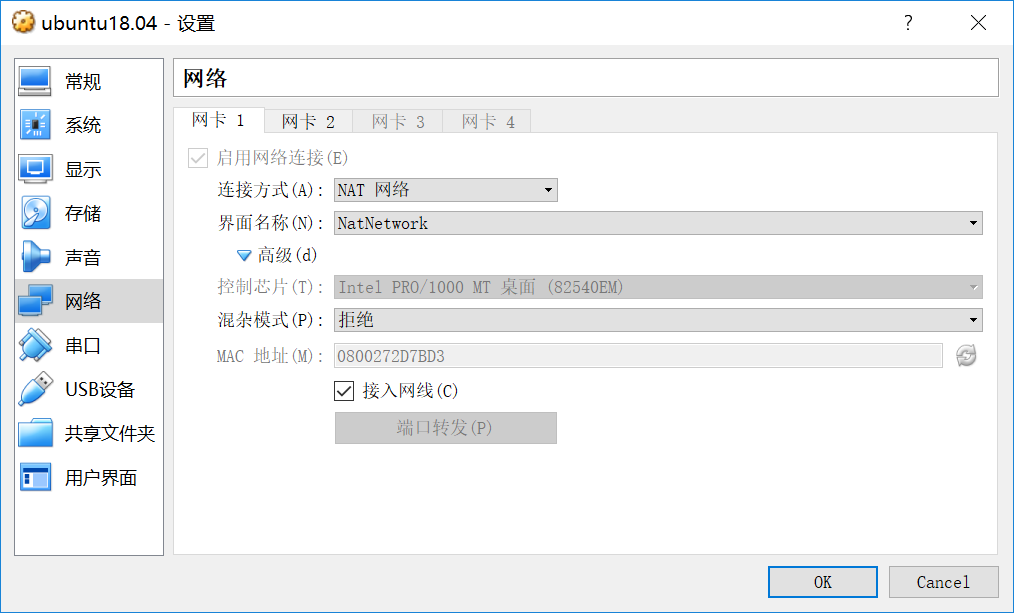 ubuntu18.04 - 设置
常规
系统
显示
存储
声音
网络
串口
USB设备
共享文件夹
用户界面
网络
网卡 1 网卡 2 网卡 3 网卡 4
启用网络连接(E)
连接方式(A): NAT 网络
界面名称(N): NatNetwork
高级(d)
控制芯片(T): Intel PRO/1000 MT 桌面 (82540EM)
混杂模式(P): 拒绝
MAC 地址(M): 0800272D7BD3
接入网线(C)
端口转发(P)
OK Cancel